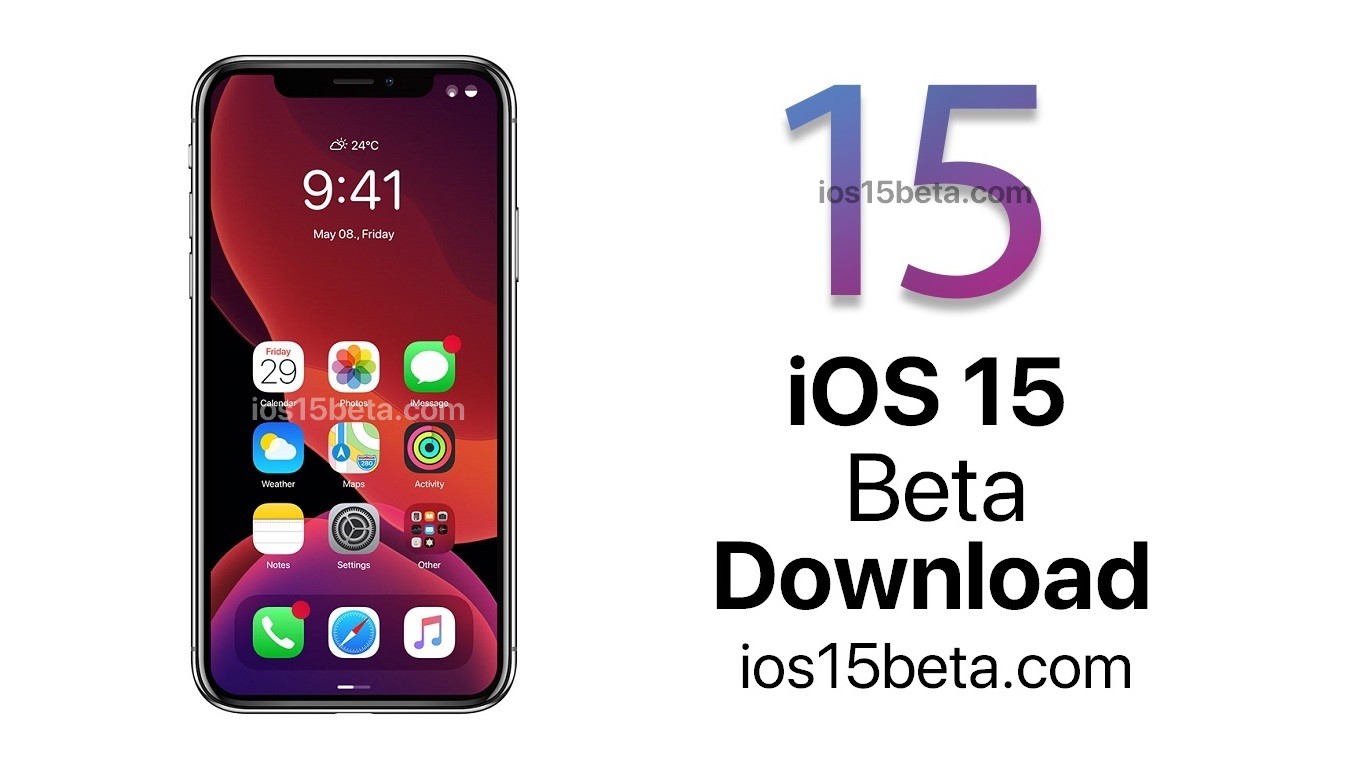 24°C
9:41
May 08., Friday
Friday
29
Calendar
Photos
iMessage
ios15beta.com
280
Weather
Maps
Activity
Notes
Settings
Other
15
ios15beta.com
iOS 15
Beta
Download
ios15beta.com